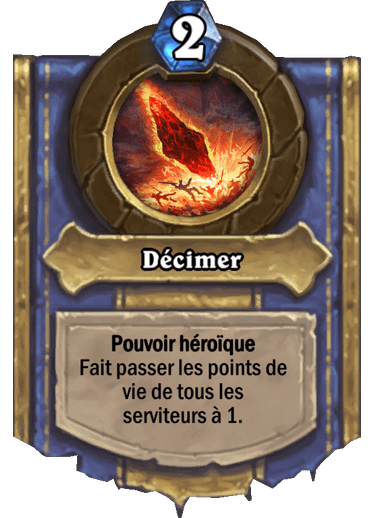 2
Décimer
Pouvoir héroïque
Fait passer les points de
vie de tous les
serviteurs à 1.